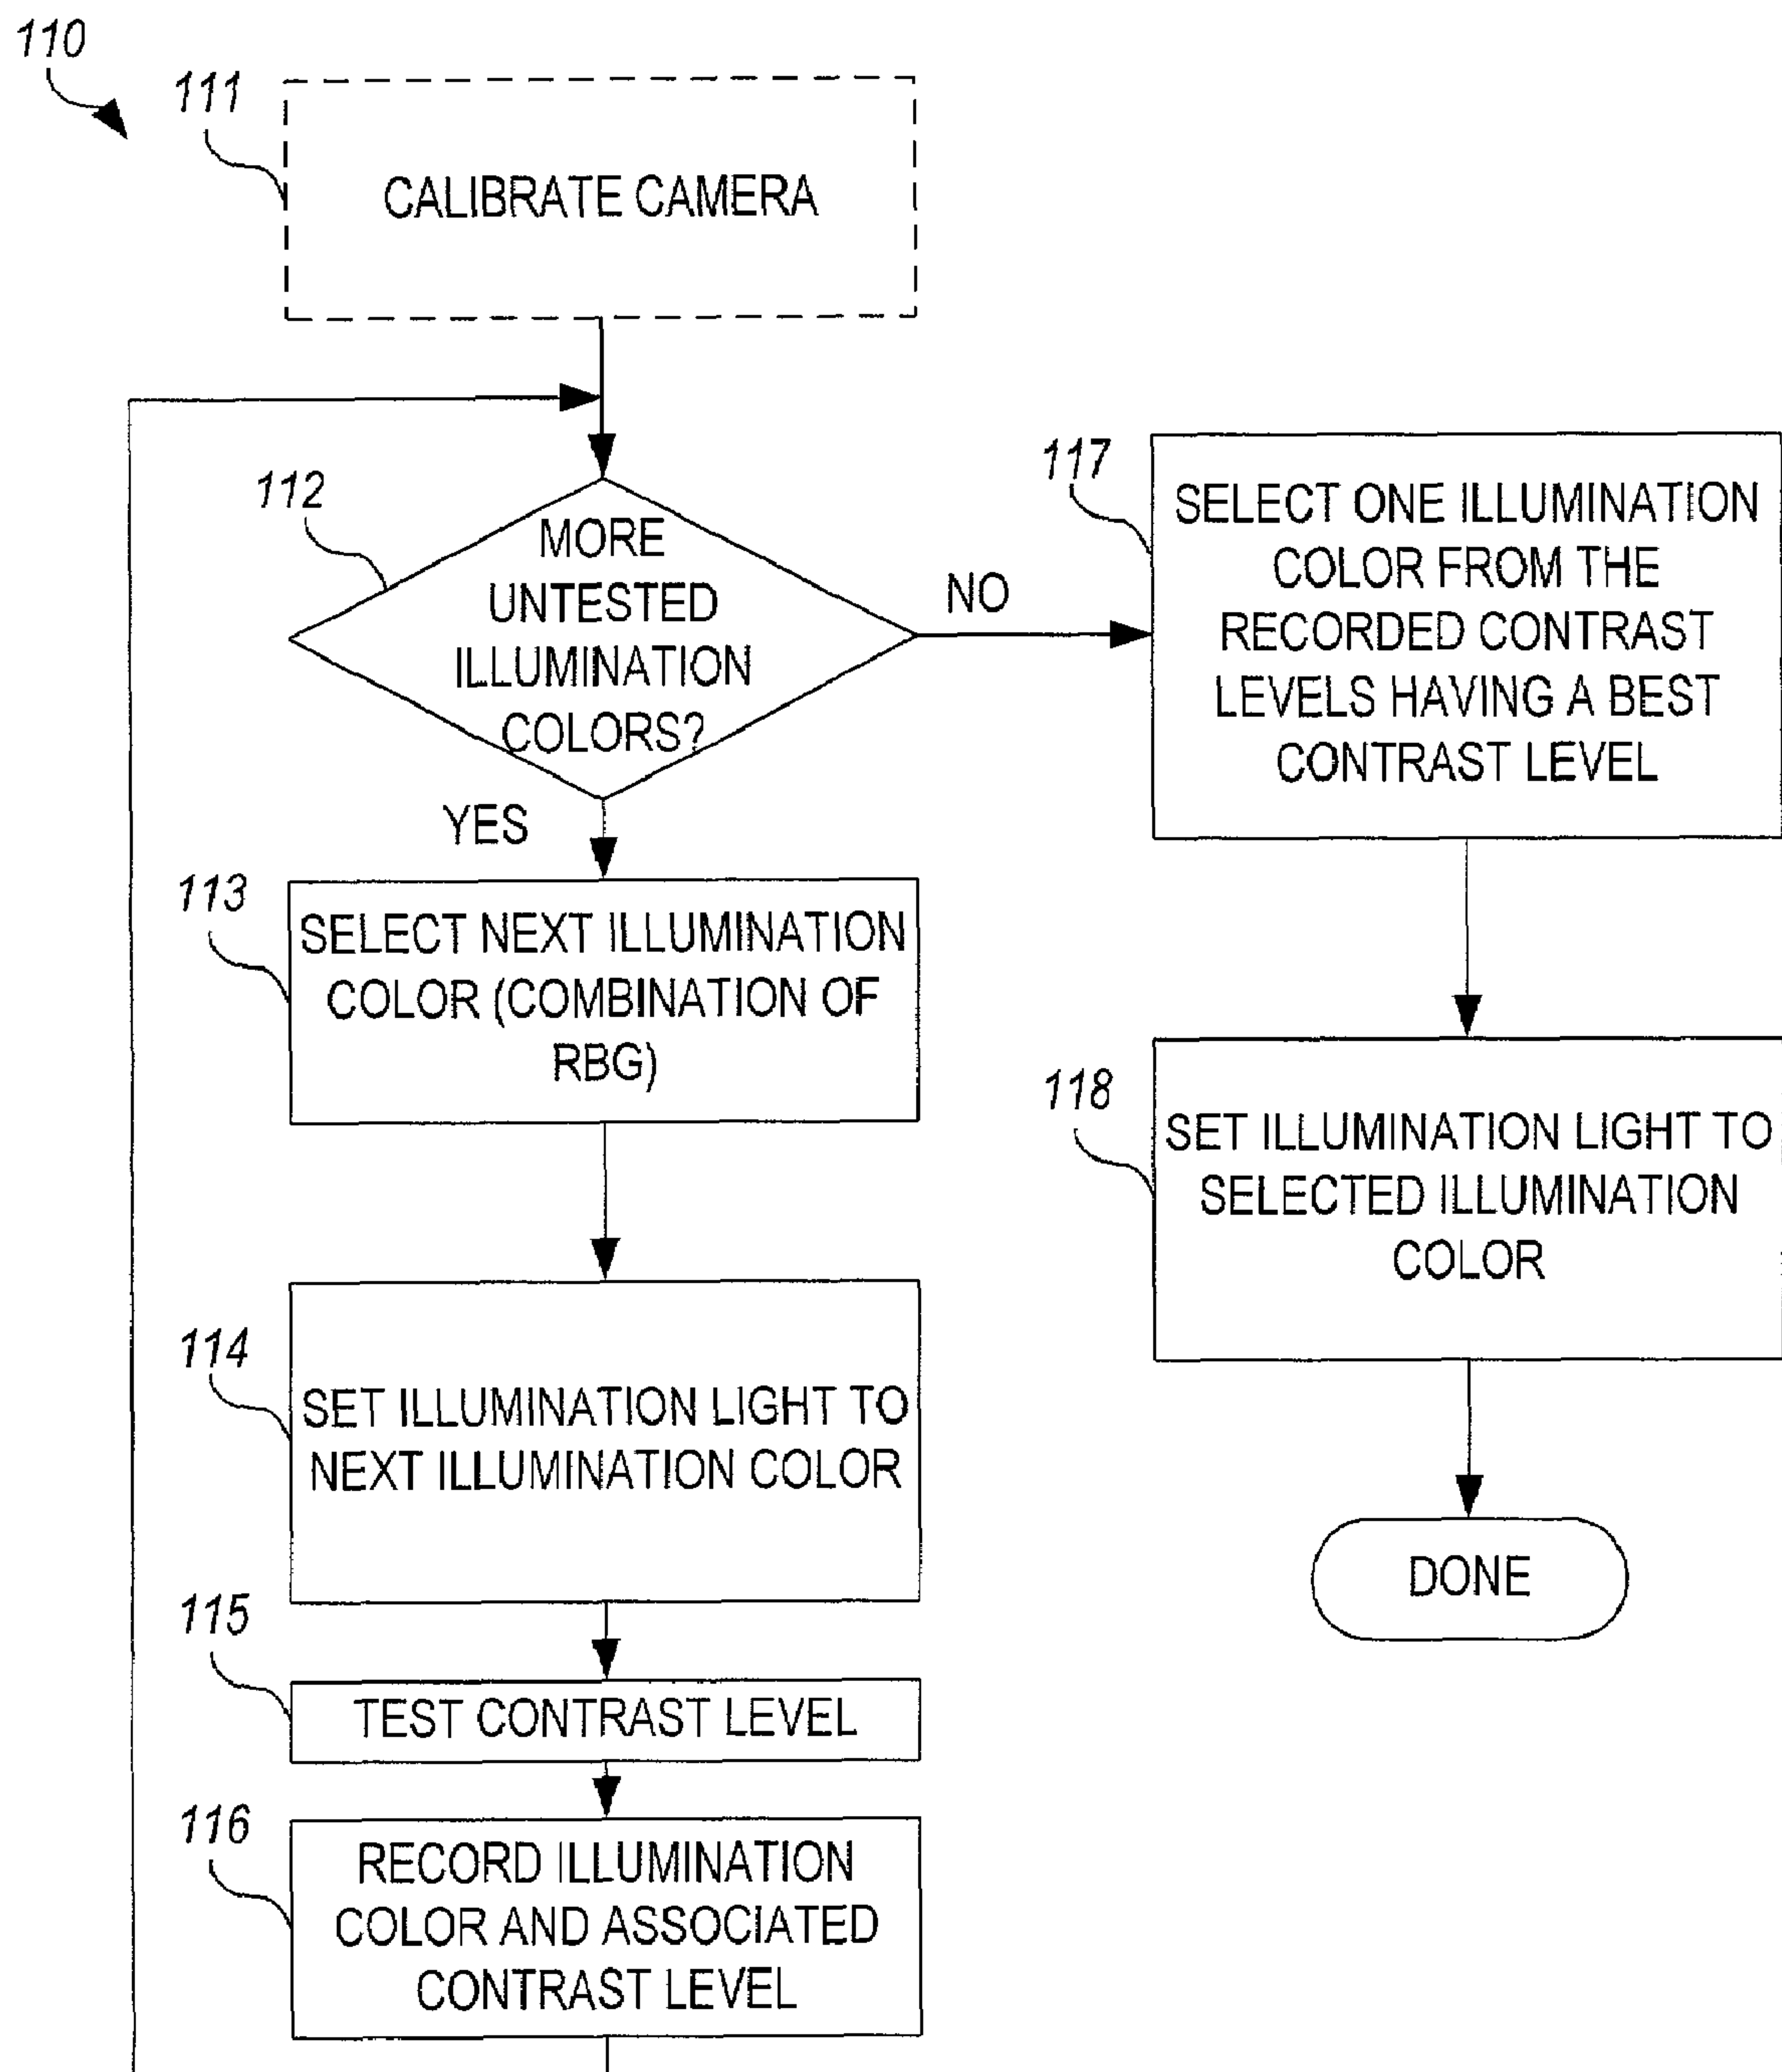 110
111
CALIBRATE CAMERA
112
MORE
UNTESTED
ILLUMINATION
COLORS?
NO
YES
113
SELECT NEXT ILLUMINATION
COLOR (COMBINATION OF
RBG)
114
SET ILLUMINATION LIGHT TO
NEXT ILLUMINATION COLOR
115
TEST CONTRAST LEVEL
116
RECORD ILLUMINATION
COLOR AND ASSOCIATED
CONTRAST LEVEL
117
SELECT ONE ILLUMINATION
COLOR FROM THE
RECORDED CONTRAST
LEVELS HAVING A BEST
CONTRAST LEVEL
118
SET ILLUMINATION LIGHT TO
SELECTED ILLUMINATION
COLOR
DONE